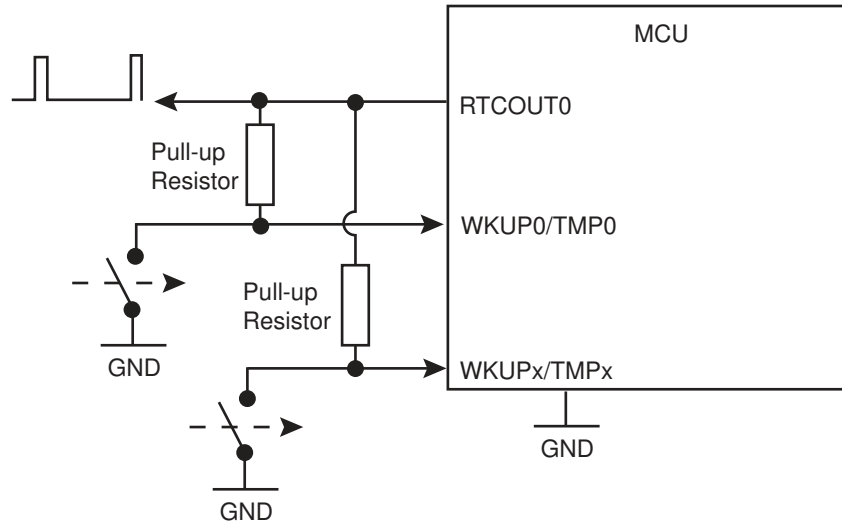 MCU
RTCOUT0
Pull-up
Resistor
WKUP0/TMP0
Pull-up
Resistor
GND
WKUPx/TMPx
GND
GND